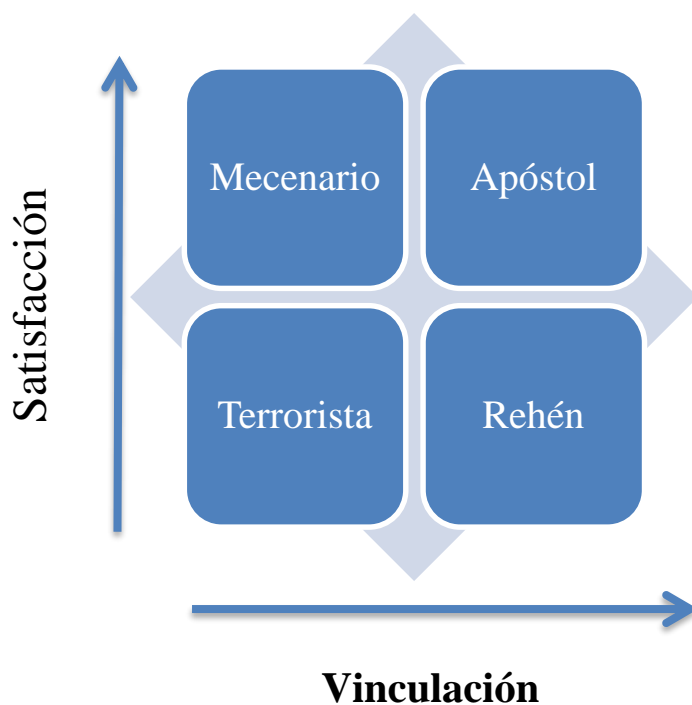 Satisfacción
Mecenario
Apóstol
Terrorista
Rehén
Vinculación